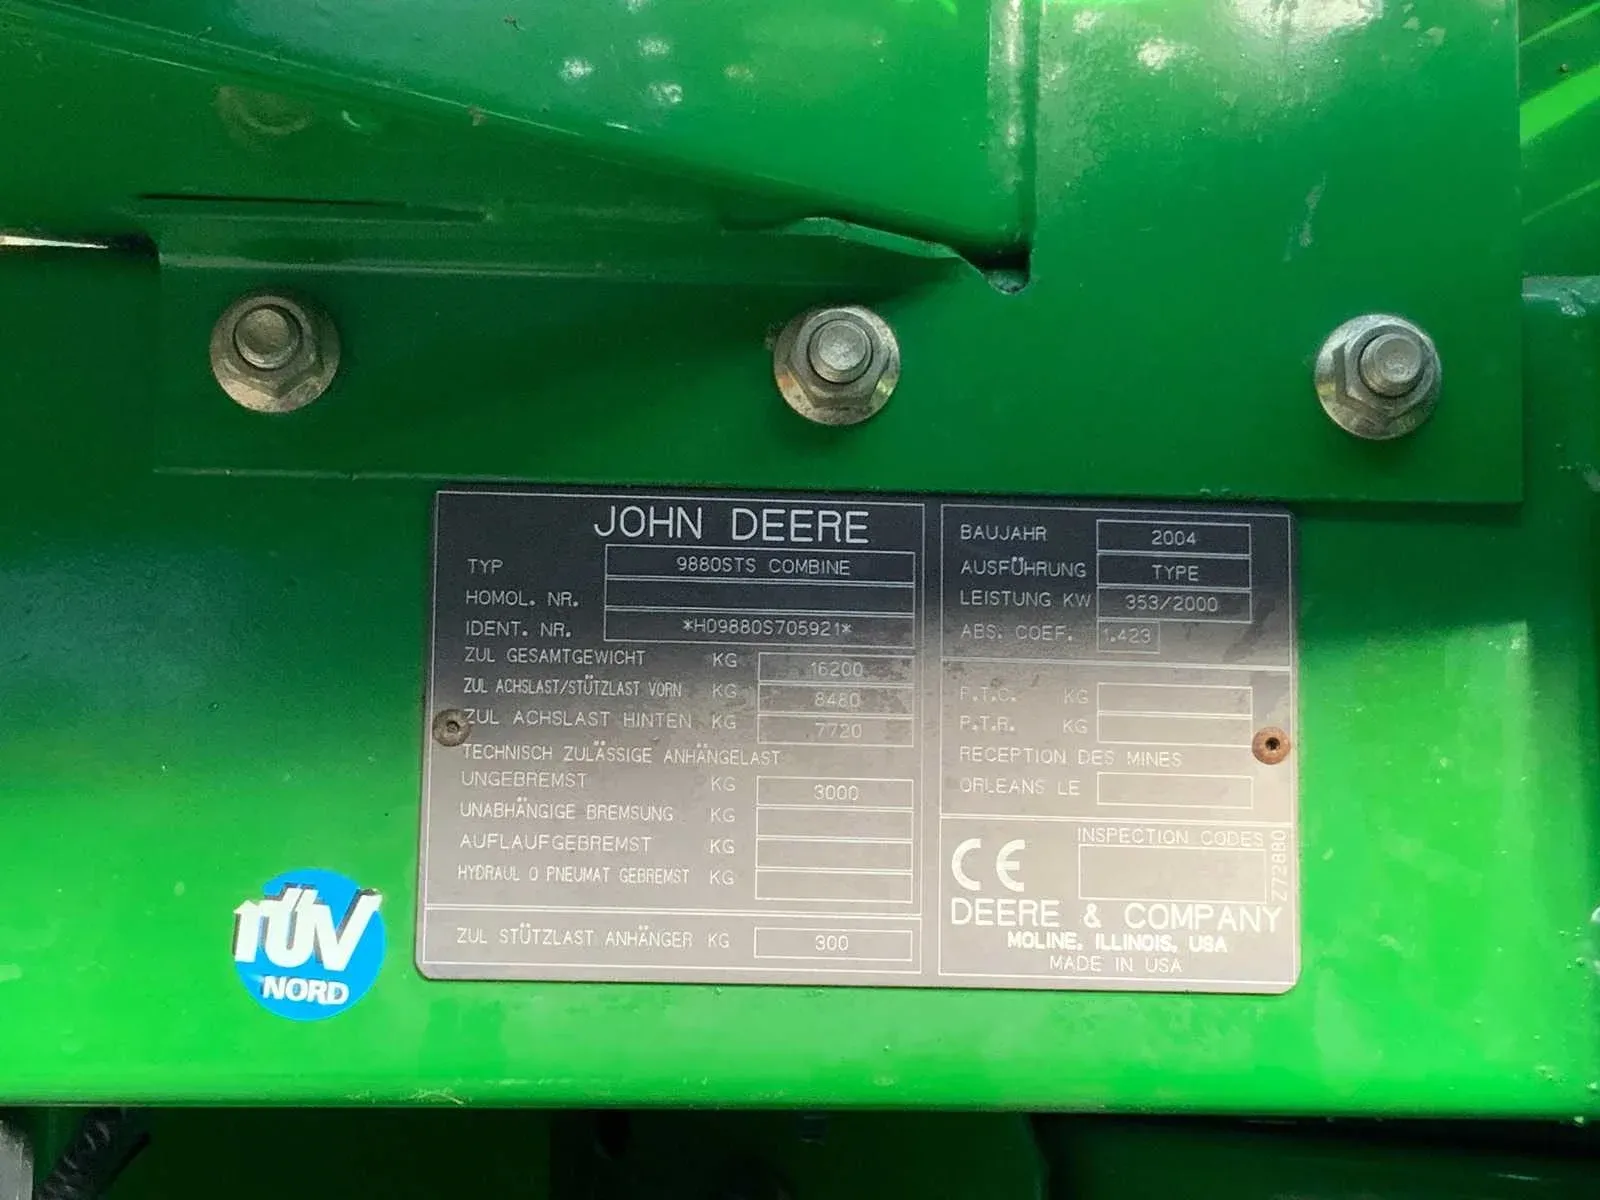 JOHN DEERE
TYP 9880STS COMBINE
HOMOL. NR.
IDENT. NR. *H09880S705921*
ZUL GESAMTGEWICHT KG 16200
ZUL ACHSLAST/STÜTZLAST VORN KG 8480
ZUL ACHSLAST HINTEN KG 7720
TECHNISCH ZULÄSSIGE ANHÄNGELAST
UNGEBREMST KG 3000
UNABHÄNGIGE BREMSUNG KG
AUFLAUFGEBREMST KG
HYDRAUL O PNEUMAT GEBREMST KG
ZUL STÜTZLAST ANHÄNGER KG 300
BAUJAHR 2004
AUSFÜHRUNG TYPE
LEISTUNG KW 353/2000
ABS. COEF. 1.423
P.T.C. KG
P.T.R. KG
RECEPTION DES MINES
ORLEANS LE
INSPECTION CODES
CE
Z72880
DEERE & COMPANY
MOLINE, ILLINOIS, USA
MADE IN USA
TÜV
NORD